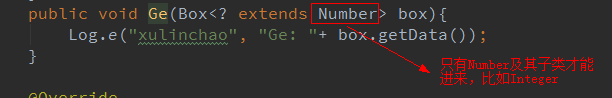 public void Ge(Box<? extends Number> box){
Log.e("xulinchao", "Ge: "+ box.getData());
}
只有Number及其子类才能
进来，比如Integer
@Override